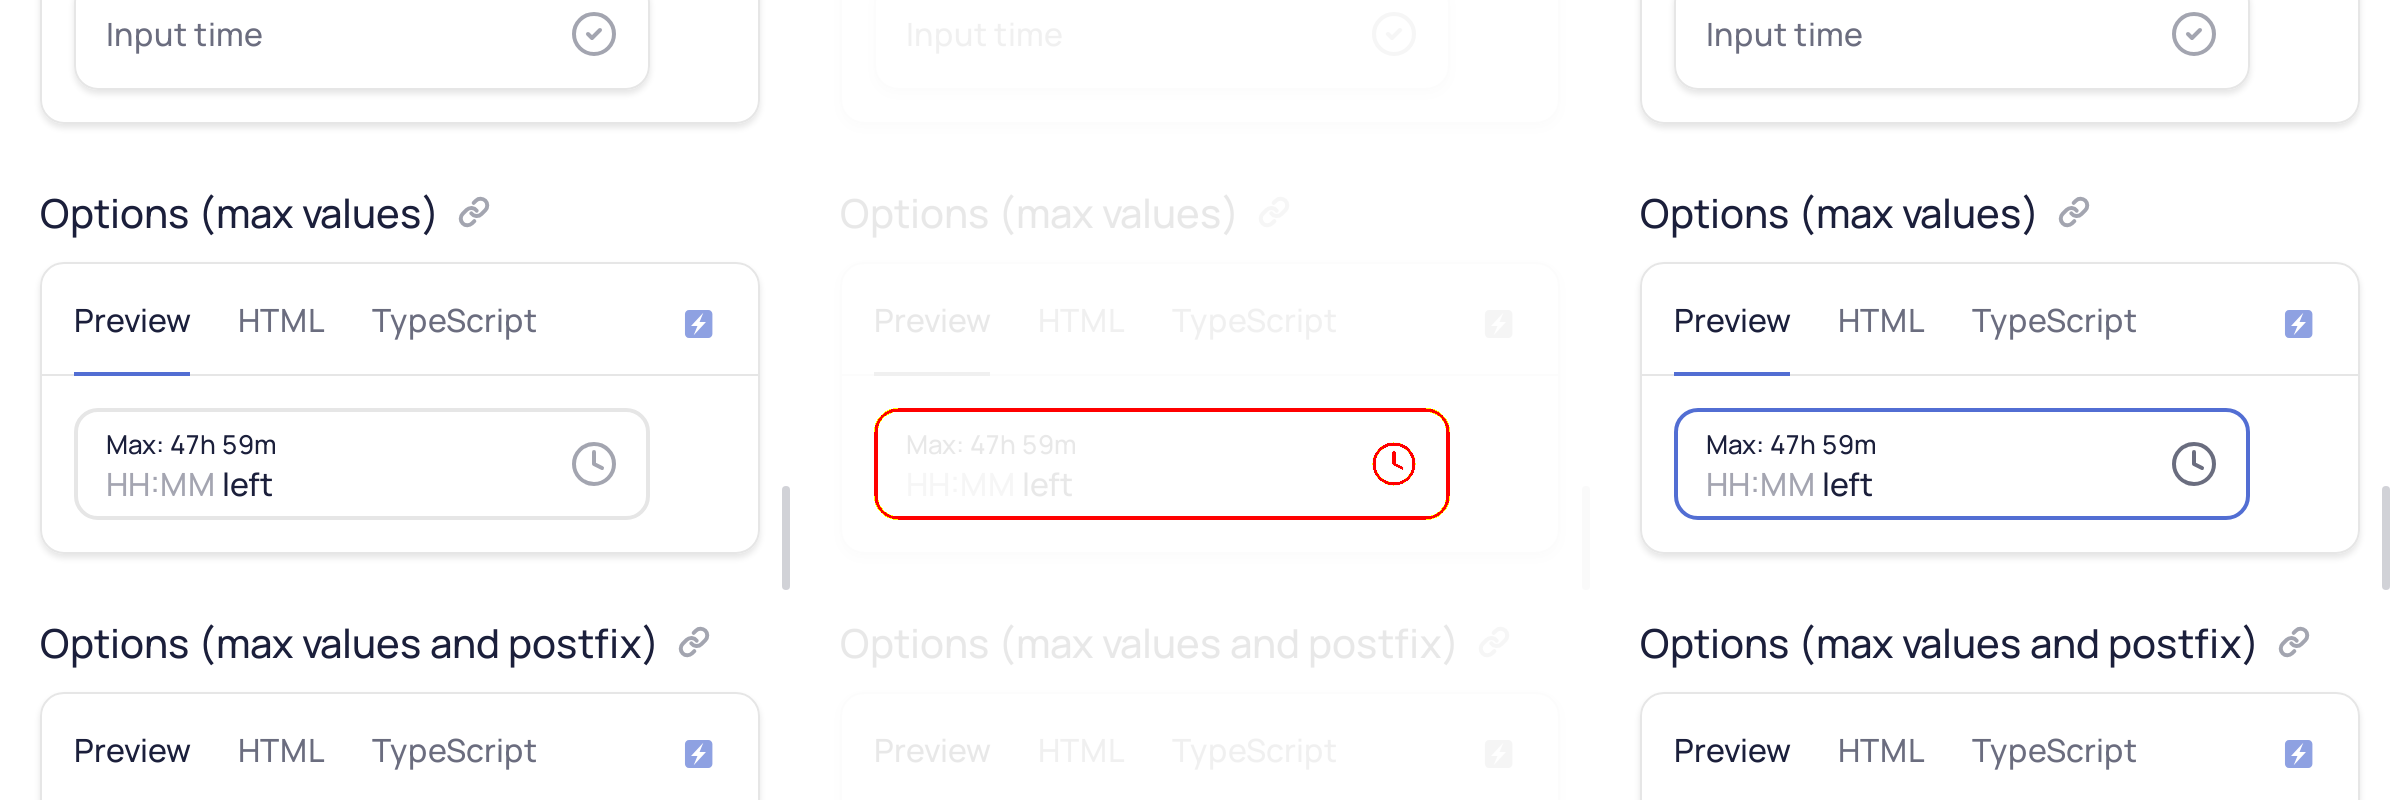 Input time
Options (max values)
Preview HTML TypeScript
Max: 47h 59m
HH:MM left
Options (max values and postfix)
Preview HTML TypeScript
Input time
Options (max values)
Preview HTML TypeScript
Max: 47h 59m
HH:MM left
Options (max values and postfix)
Preview HTML TypeScript
Input time
Options (max values)
Preview HTML TypeScript
Max: 47h 59m
HH:MM left
Options (max values and postfix)
Preview HTML TypeScript